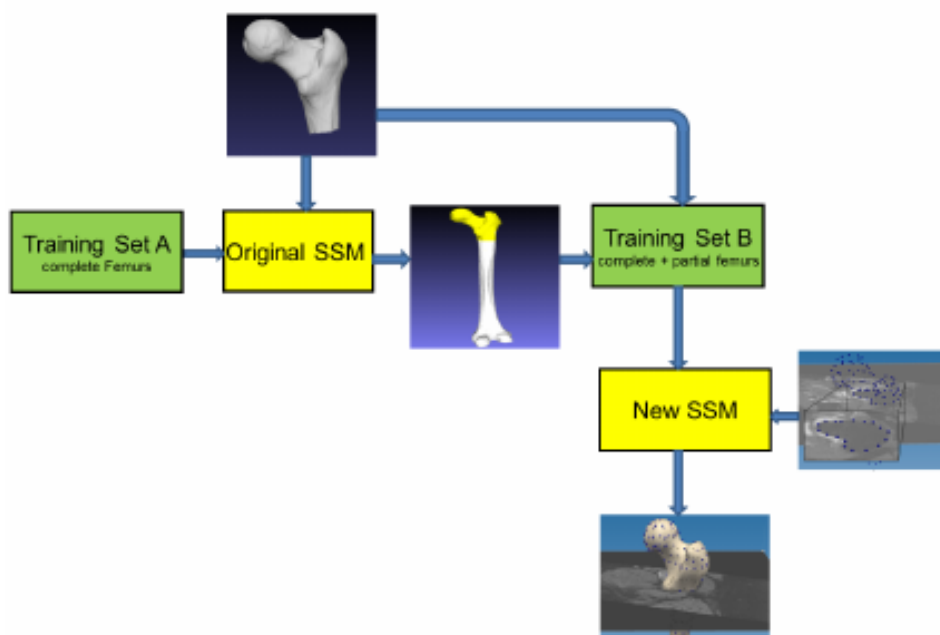 Training Set A
complete Femurs
Original SSM
Training Set B
complete + partial femurs
New SSM